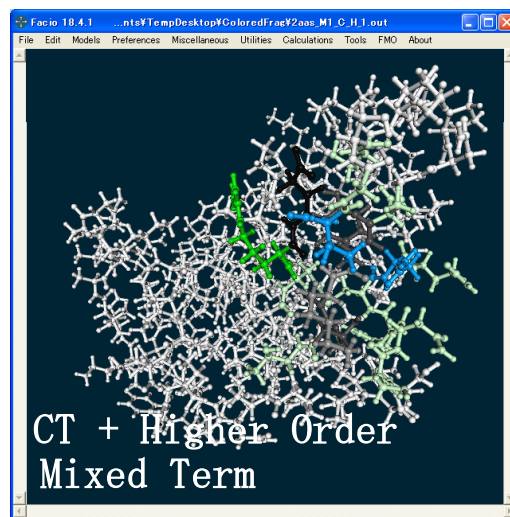 Facio 18.4.1 ...nts¥TempDesktop¥ColoredFrag¥2aas_M1_C_H_1.out
File Edit Models Preferences Miscellaneous Utilities Calculations Tools FMO About
CT + Higher Order
Mixed Term